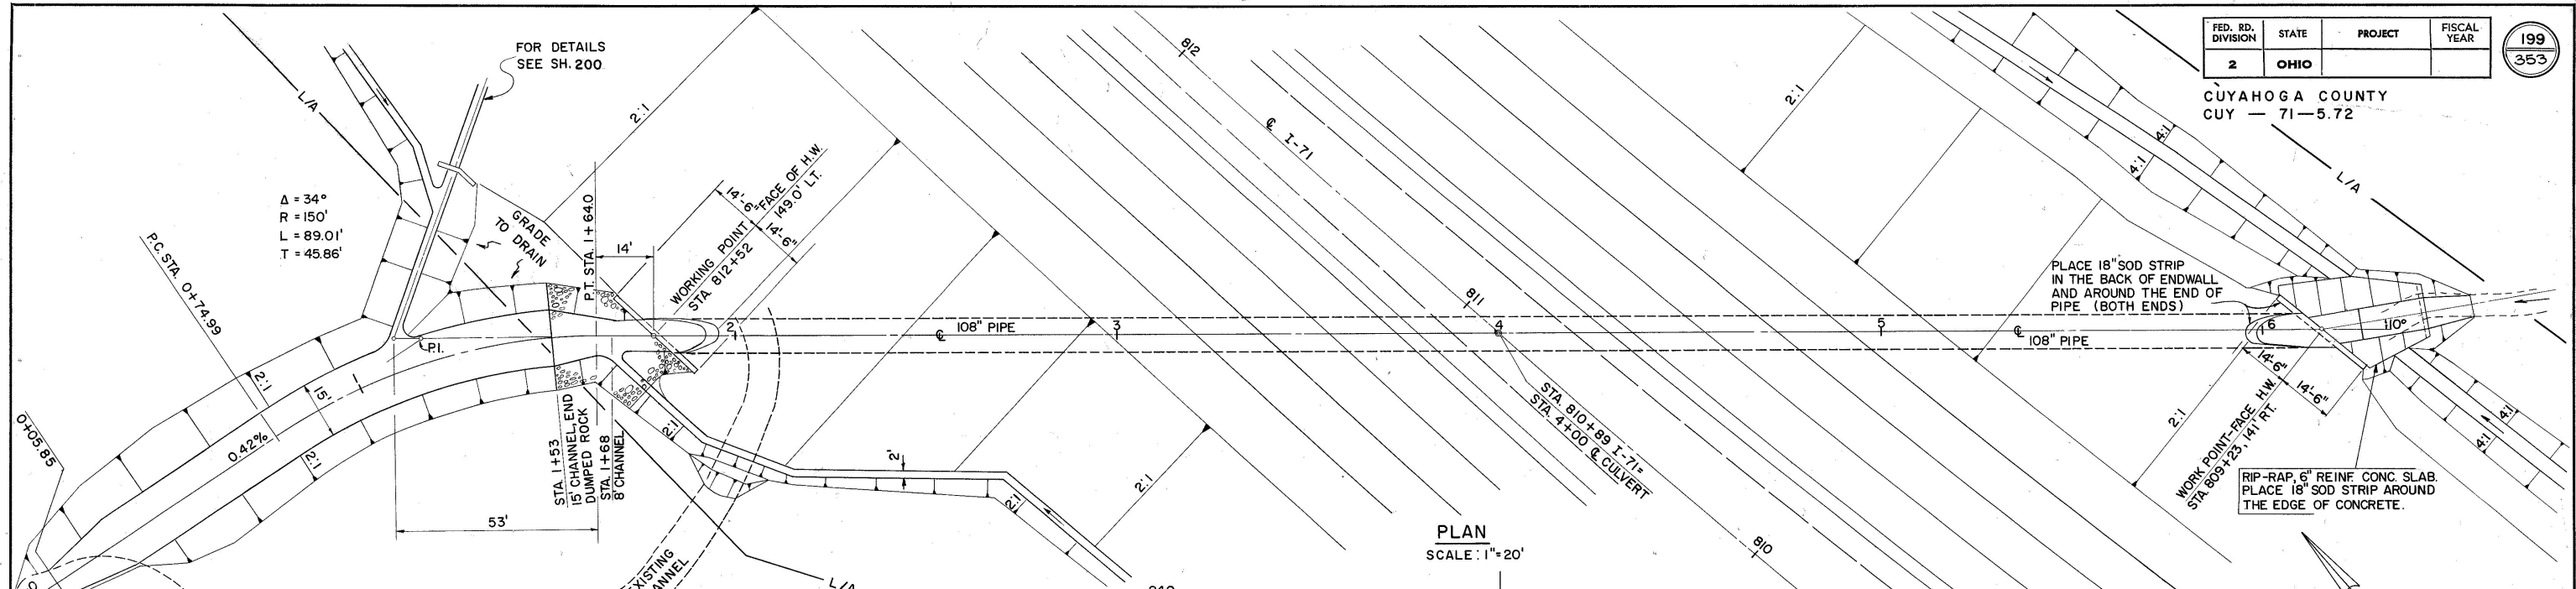 FED. RD. DIVISION STATE PROJECT FISCAL YEAR
2 OHIO
199
353
CUYAHOGA COUNTY
CUY — 71—5.72
FOR DETAILS
SEE SH. 200
L/A
2:1
Δ = 34°
R = 150'
L = 89.01'
T = 45.86'
P.C. STA. 0+74.99
GRADE
TO DRAIN
P.T. STA. 1+64.0
14'
14'-6"
14'-6"
WORKING POINT - FACE OF H.W.
STA. 812+52 149.0' LT.
P.I.
2:1
15'
0.42%
2:1
0+05.85
STA. 1+53
15' CHANNEL, END
DUMPED ROCK
STA. 1+68
8' CHANNEL
53'
2:1
2'
2:1
2:1
EXISTING
CHANNEL
L/A
2
108" PIPE
3
4
5
6
℄
℄
108" PIPE
812
℄ I-71
811
810
STA. 810+89 I-71=
STA. 4+00 ℄ CULVERT
PLAN
SCALE: 1"=20'
2:1
4:1
4:1
L/A
PLACE 18" SOD STRIP
IN THE BACK OF ENDWALL
AND AROUND THE END OF
PIPE (BOTH ENDS)
110°
14'-6"
14'-6"
2:1
WORK POINT-FACE H.W.
STA. 809+23, 141' RT.
4:1
4:1
RIP-RAP, 6" REINF. CONC. SLAB.
PLACE 18" SOD STRIP AROUND
THE EDGE OF CONCRETE.